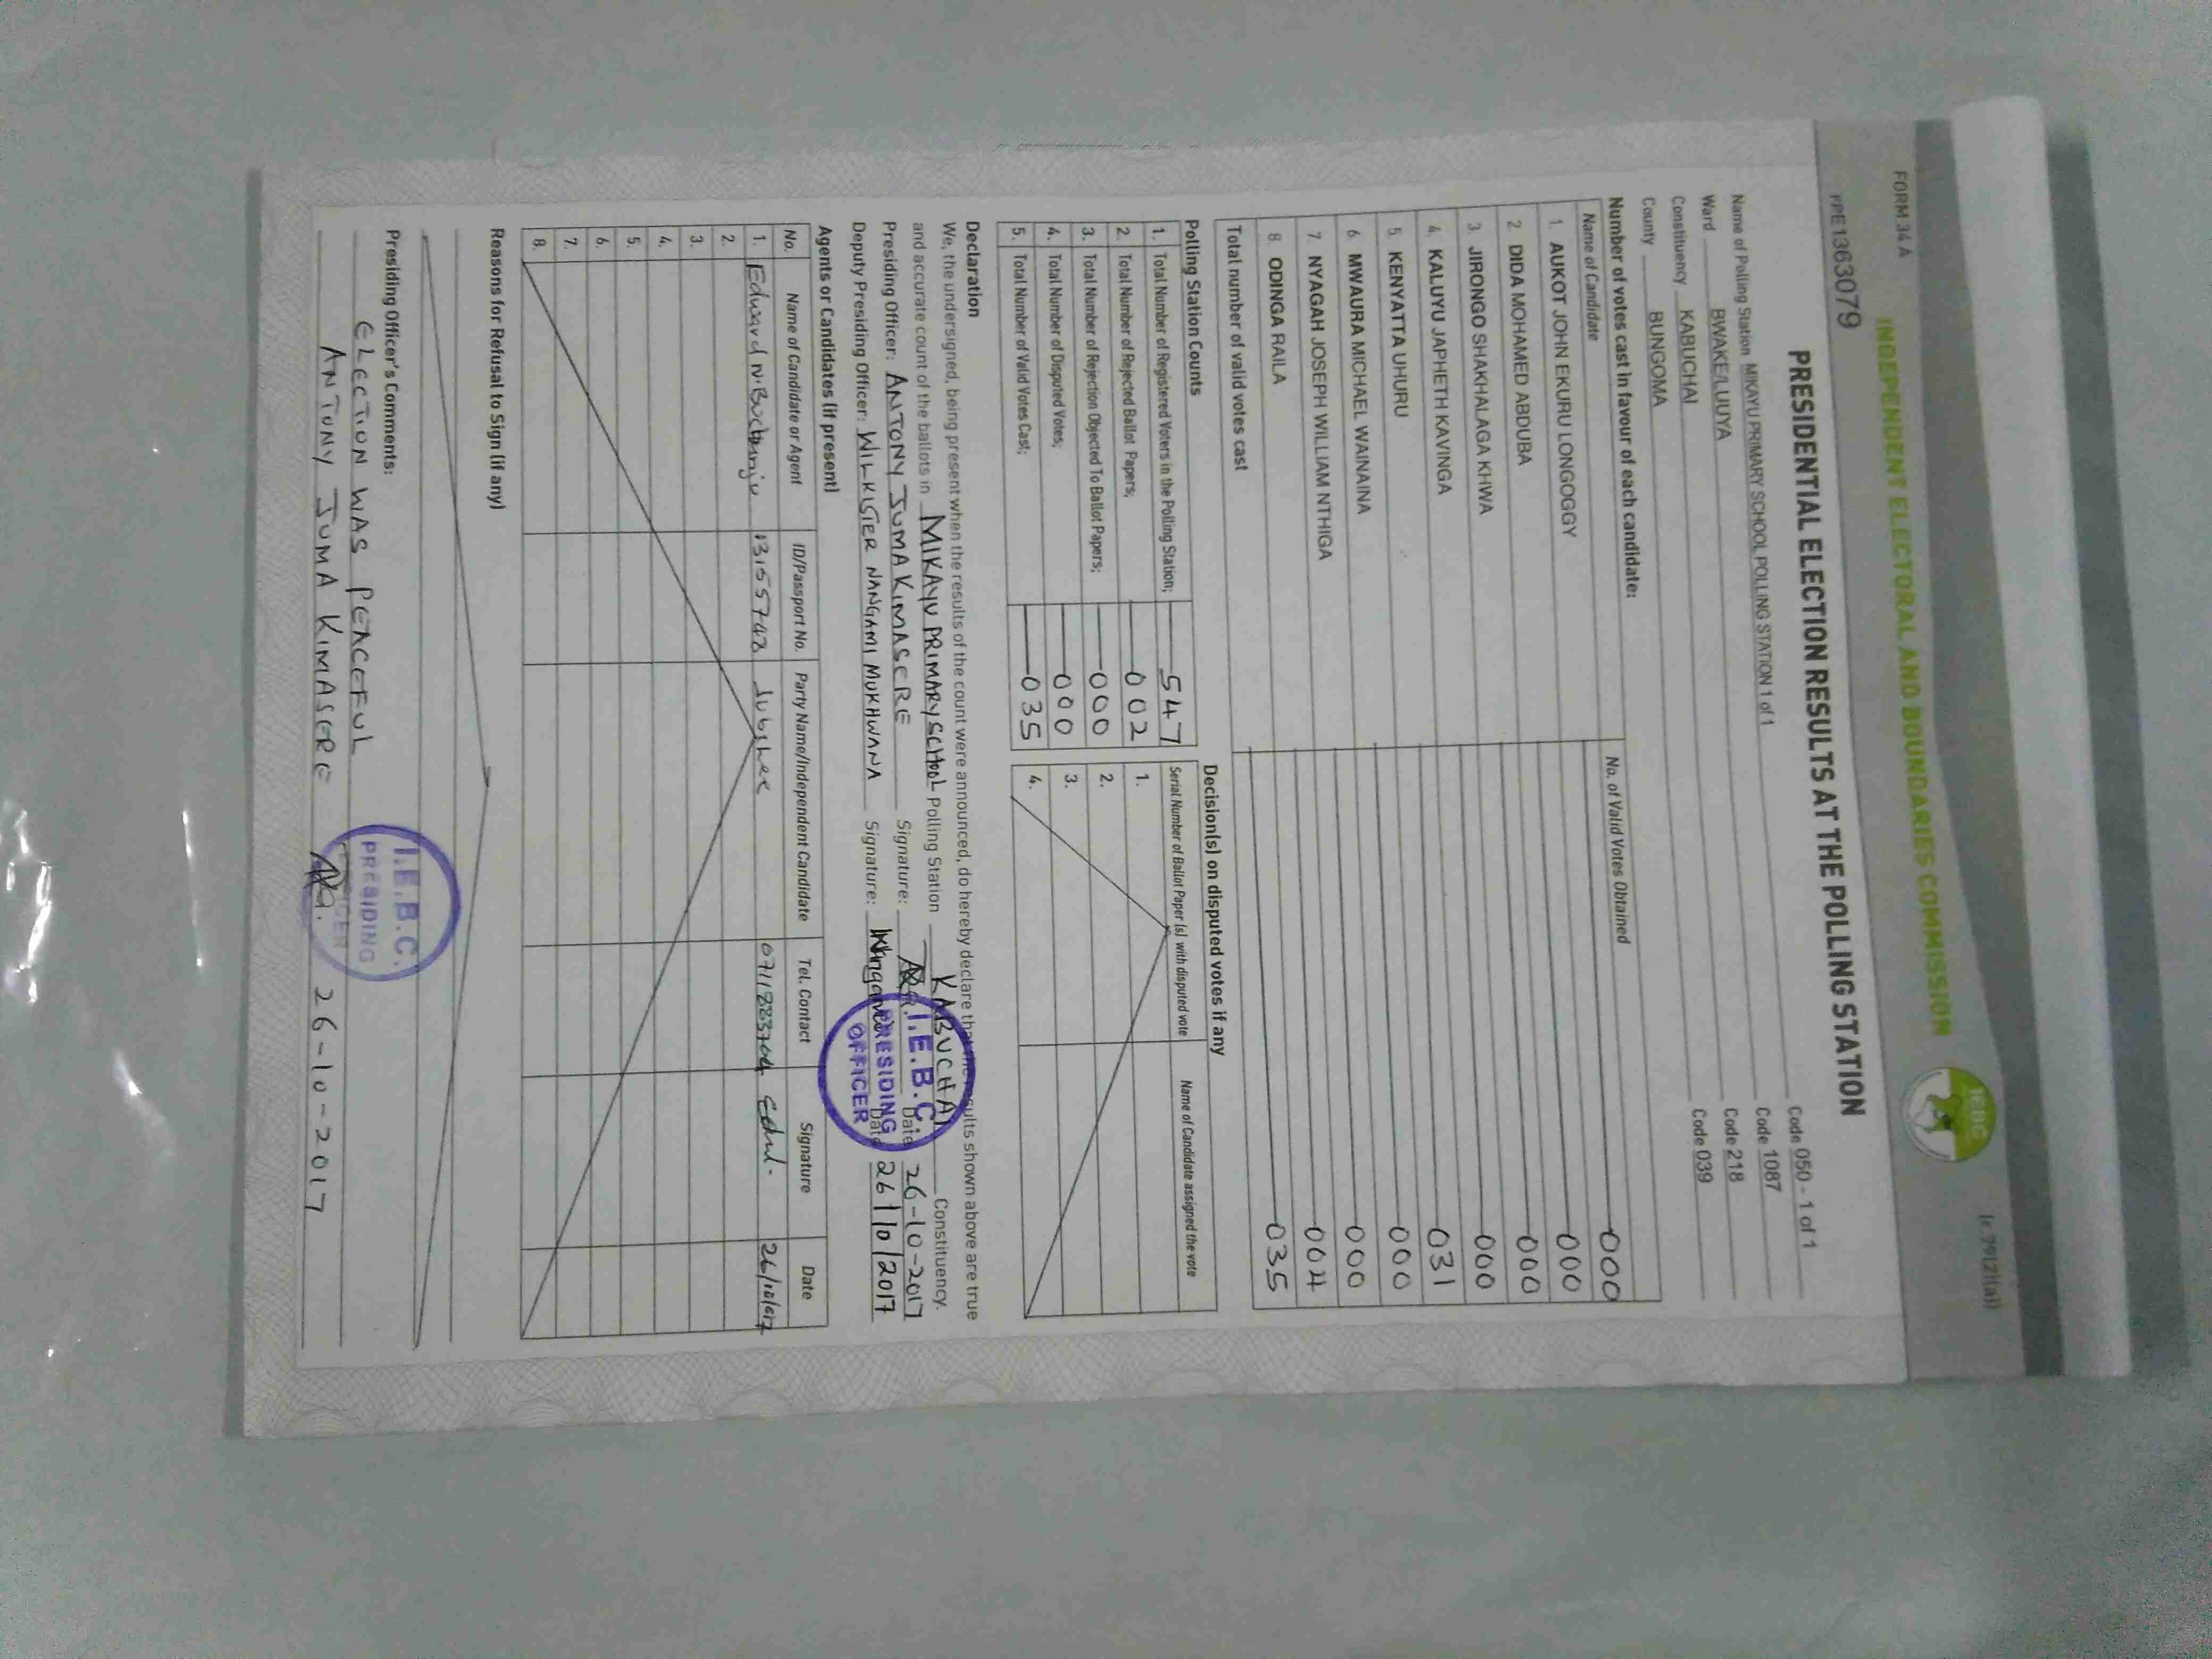 FORM 34 A
(r.79(2)(a))
INDEPENDENT ELECTORAL AND BOUNDARIES COMMISSION
IEBC
PPE1363079
PRESIDENTIAL ELECTION RESULTS AT THE POLLING STATION
Name of Polling Station MIKAYU PRIMARY SCHOOL POLLING STATION 1 of 1 Code 050 - 1 of 1
Ward BWAKE/LUUYA Code 1087
Constituency KABUCHAI Code 218
County BUNGOMA Code 039
Number of votes cast in favour of each candidate:
Name of Candidate No. of Valid Votes Obtained
1. AUKOT JOHN EKURU LONGOGGY 000
2 DIDA MOHAMED ABDUBA 000
3. JIRONGO SHAKHALAGA KHWA 000
4. KALUYU JAPHETH KAVINGA 000
5. KENYATTA UHURU 031
6. MWAURA MICHAEL WAINAINA 000
7. NYAGAH JOSEPH WILLIAM NTHIGA 000
8. ODINGA RAILA 004
Total number of valid votes cast 035
Polling Station Counts
1. Total Number of Registered Voters in the Polling Station; 547
2. Total Number of Rejected Ballot Papers; 002
3. Total Number of Rejection Objected To Ballot Papers; 000
4. Total Number of Disputed Votes; 000
5. Total Number of Valid Votes Cast; 035
Decision(s) on disputed votes if any
Serial Number of Ballot Paper (s) with disputed vote Name of Candidate assigned the vote
1.
2.
3.
4.
Declaration
We, the undersigned, being present when the results of the count were announced, do hereby declare that the results shown above are true
and accurate count of the ballots in MIKAYU PRIMARY SCHOOL Polling Station KABUCHAI Constituency.
Presiding Officer: ANTONY JUMA KIMASERE Signature: Date 26-10-2017
Deputy Presiding Officer: WILKISTER NANGAMI MUKHWANA Signature: Date 26/10/2017
I.E.B.C.
PRESIDING
OFFICER
Agents or Candidates (if present)
No. Name of Candidate or Agent ID/Passport No. Party Name/Independent Candidate Tel. Contact Signature Date
1. Edward N. Jubilee 26/10/017
2.
3.
4.
5.
6.
7.
8.
Reasons for Refusal to Sign (if any)
Presiding Officer's Comments:
ELECTION WAS PEACEFUL
ANTONY JUMA KIMASERE 26-10-2017
I.E.B.C.
PRESIDING
OFFICER